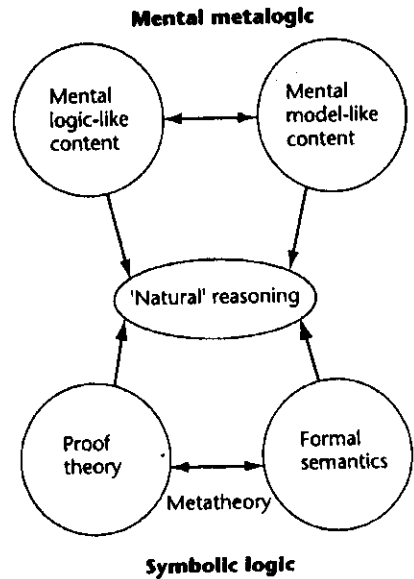 Mental metalogic
Mental
logic-like
content
Mental
model-like
content
'Natural' reasoning
Proof
theory
Formal
semantics
Metatheory
Symbolic logic